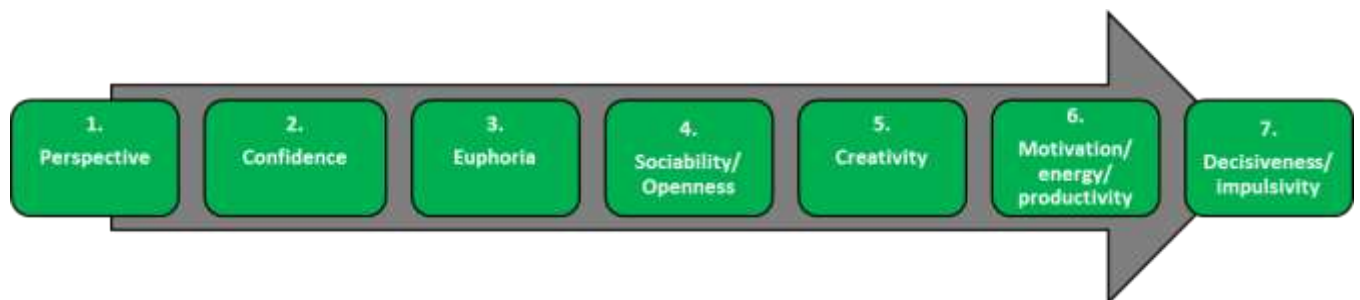 1.
Perspective
2.
Confidence
3.
Euphoria
4.
Sociability/
Openness
5.
Creativity
6.
Motivation/
energy/
productivity
7.
Decisiveness/
impulsivity